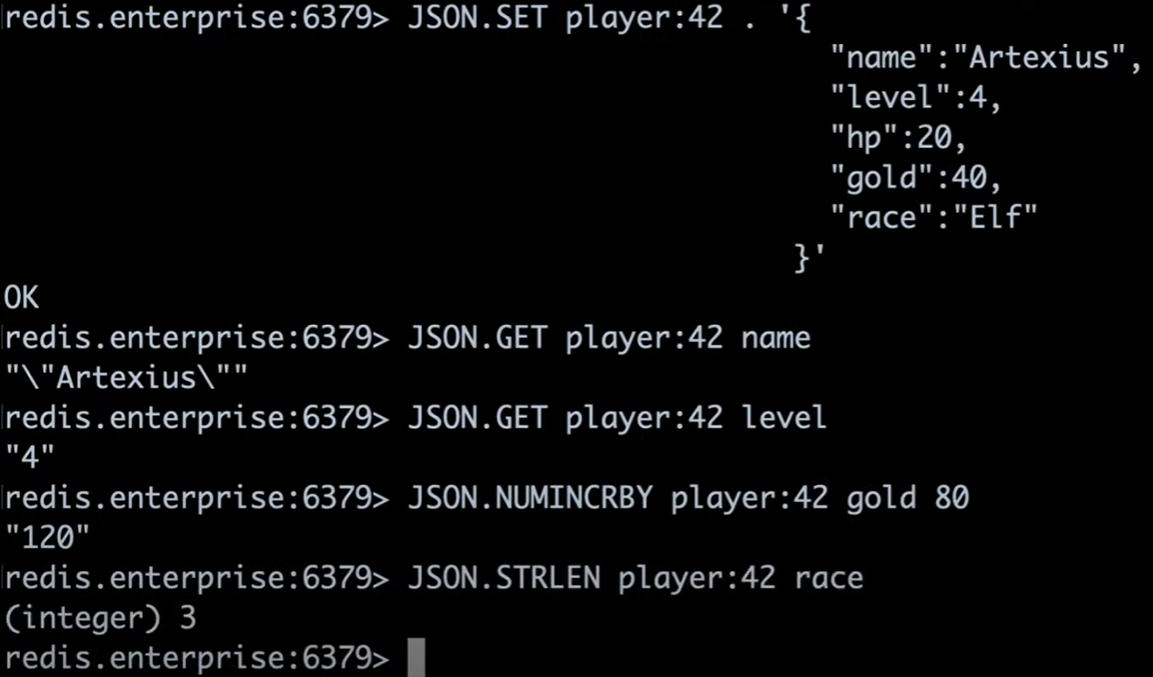 redis.enterprise:6379> JSON.SET player:42 . '{
"name":"Artexius",
"level":4,
"hp":20,
"gold":40,
"race":"Elf"
}'
OK
redis.enterprise:6379> JSON.GET player:42 name
"\"Artexius\""
redis.enterprise:6379> JSON.GET player:42 level
"4"
redis.enterprise:6379> JSON.NUMINCRBY player:42 gold 80
"120"
redis.enterprise:6379> JSON.STRLEN player:42 race
(integer) 3
redis.enterprise:6379>